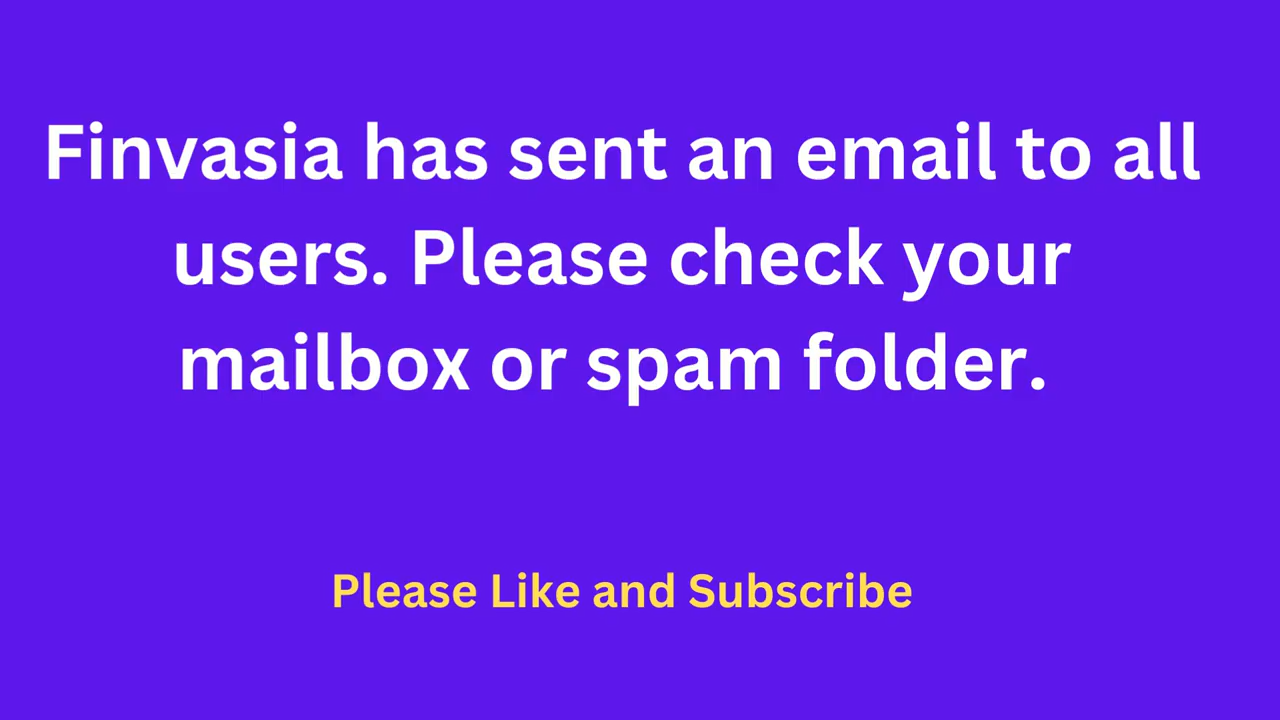 Finvasia has sent an email to all
users. Please check your
mailbox or spam folder.
Please Like and Subscribe